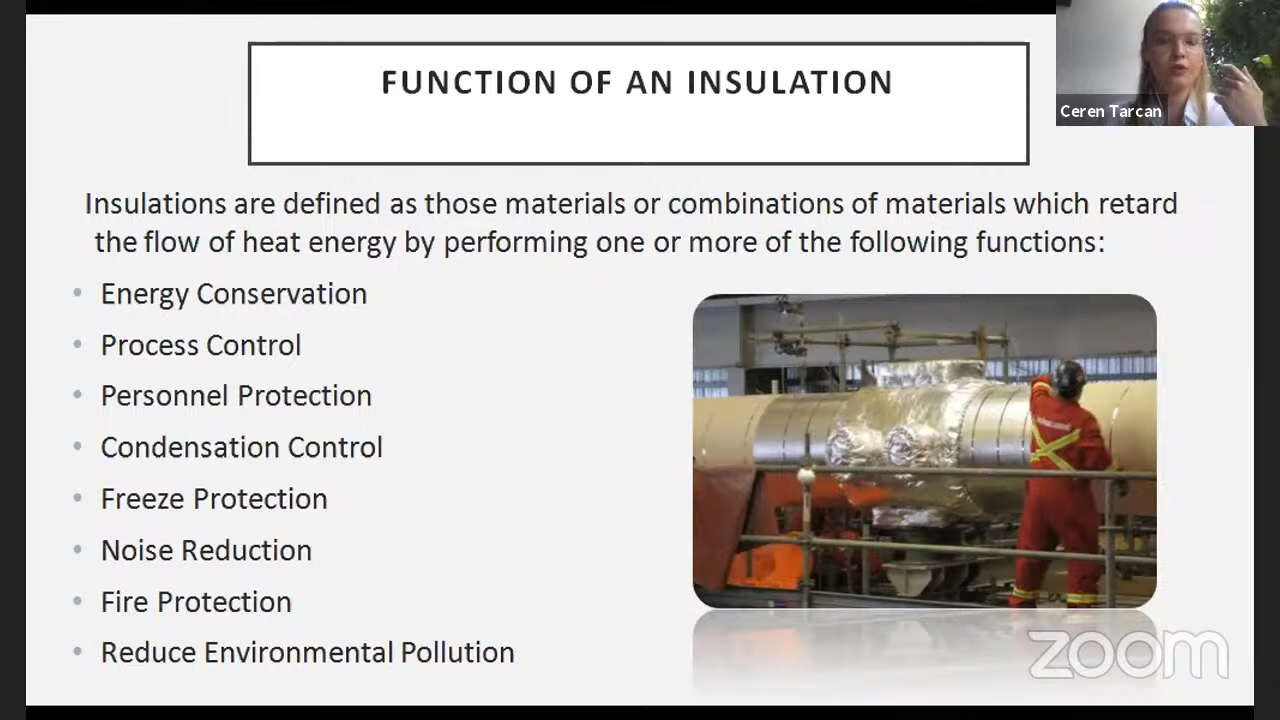 FUNCTION OF AN INSULATION
Ceren Tarcan
Insulations are defined as those materials or combinations of materials which retard
the flow of heat energy by performing one or more of the following functions:
• Energy Conservation
• Process Control
• Personnel Protection
• Condensation Control
• Freeze Protection
• Noise Reduction
• Fire Protection
• Reduce Environmental Pollution
zoom